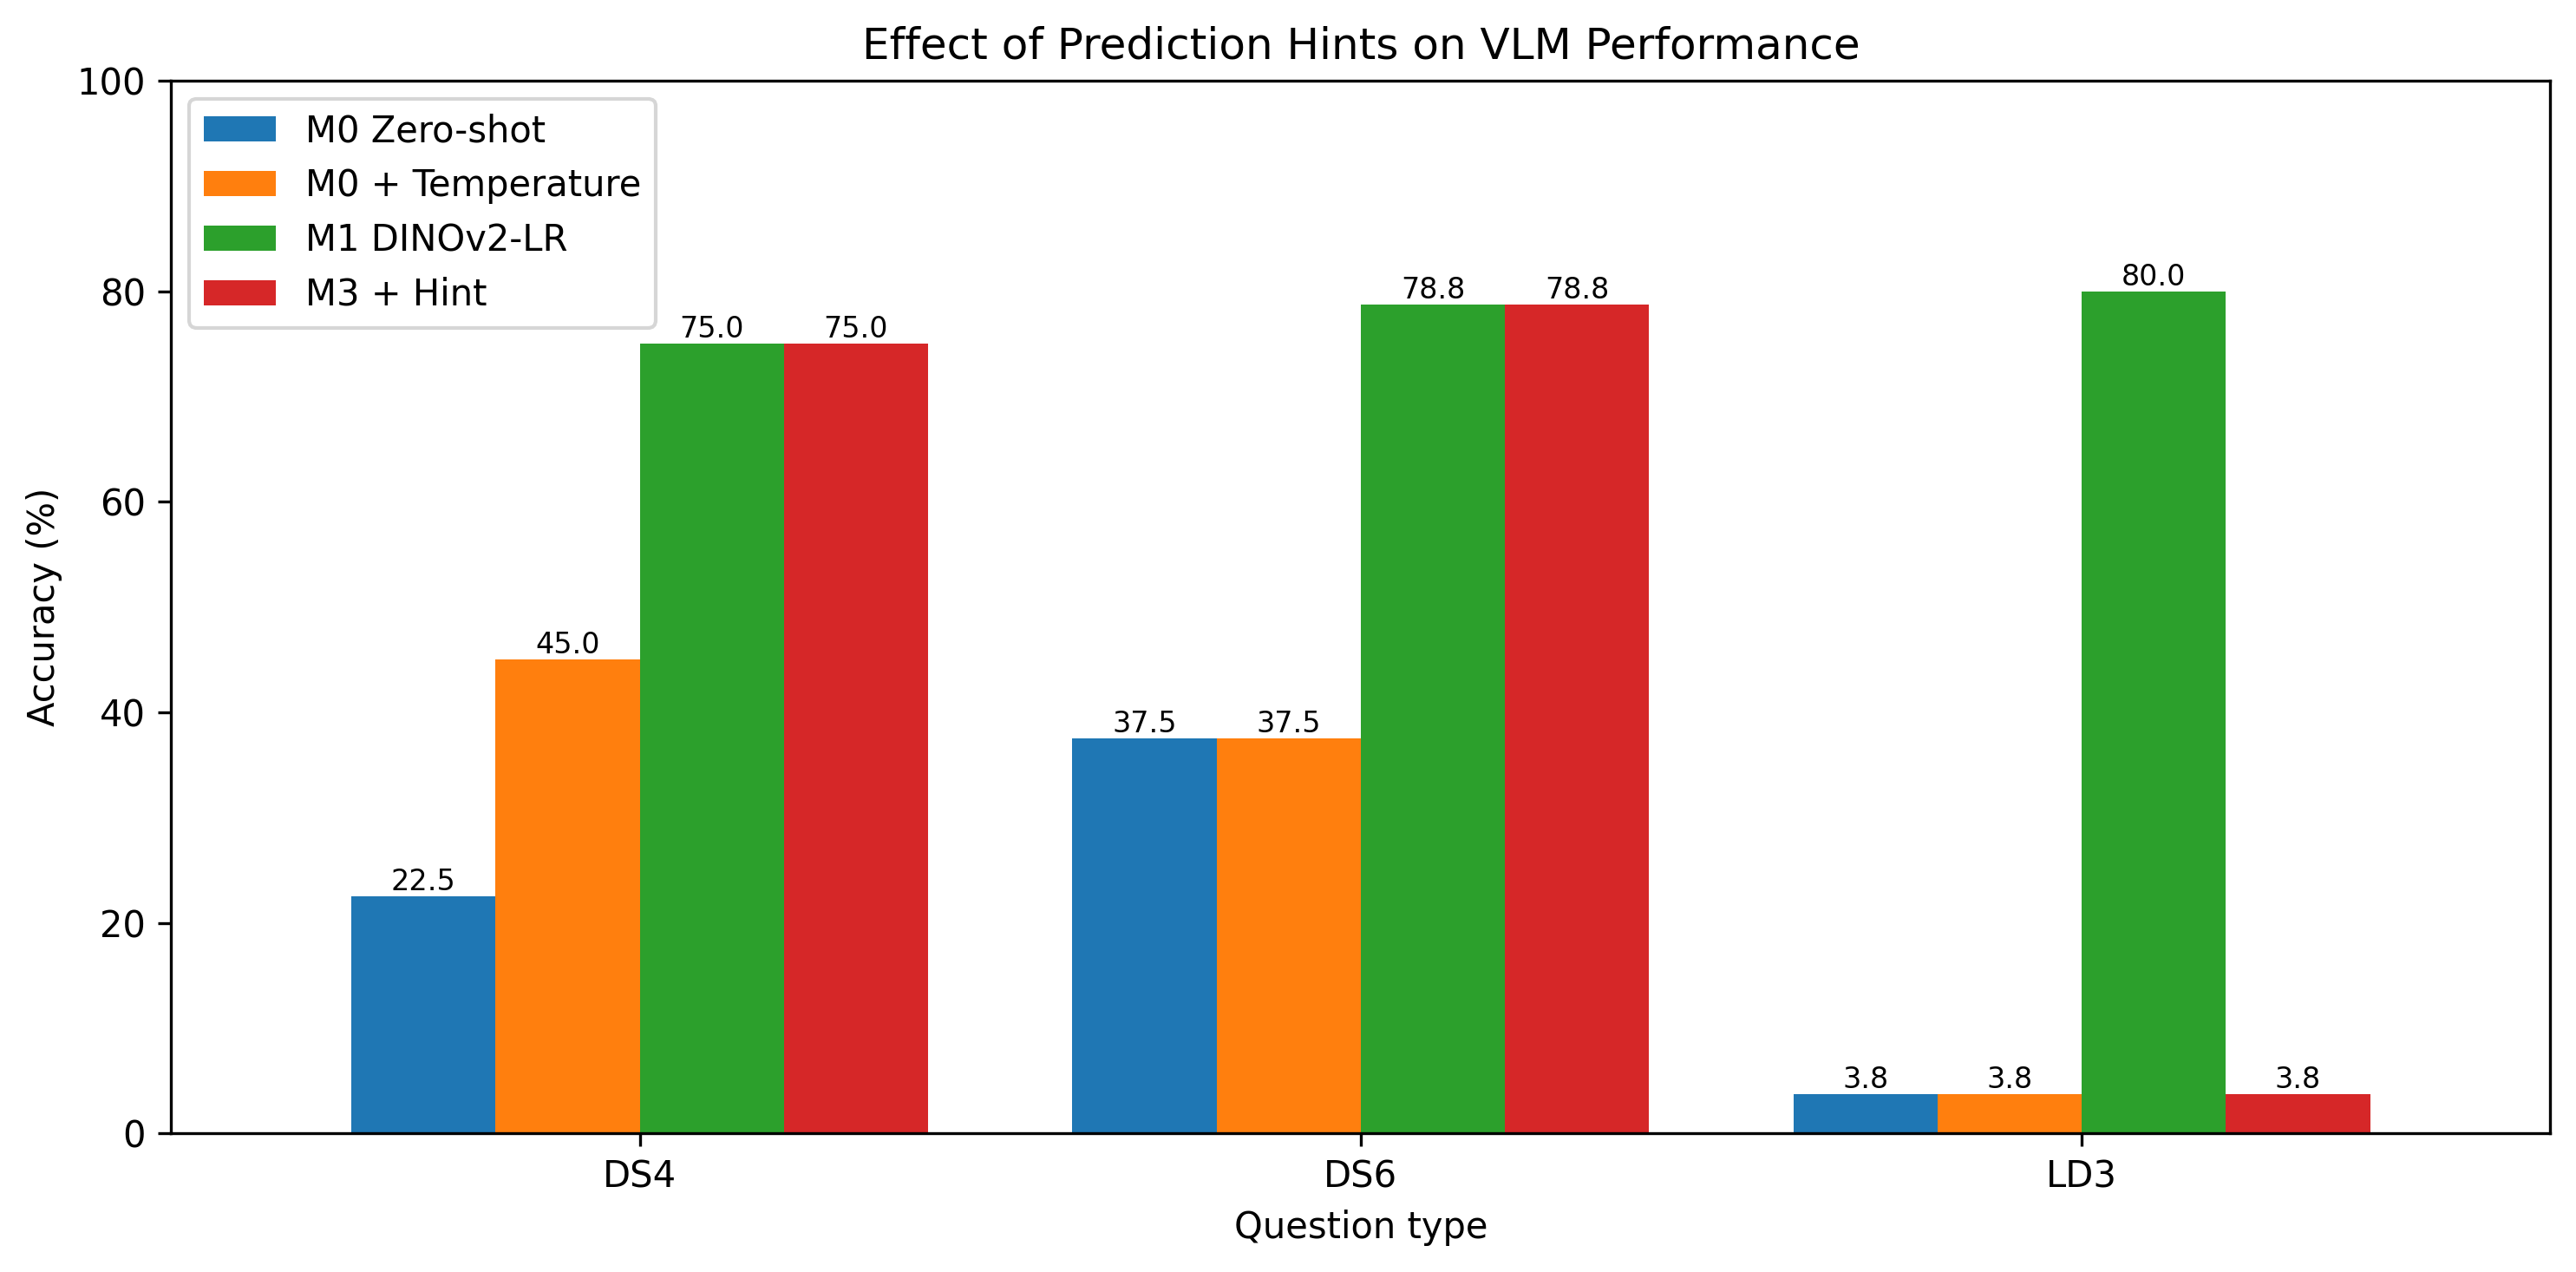 Effect of Prediction Hints on VLM Performance
M0 Zero-shot
M0 + Temperature
M1 DINOv2-LR
M3 + Hint
Accuracy (%)
100
80
60
40
20
0
22.5
45.0
75.0
75.0
37.5
37.5
78.8
78.8
3.8
3.8
80.0
3.8
DS4
DS6
LD3
Question type